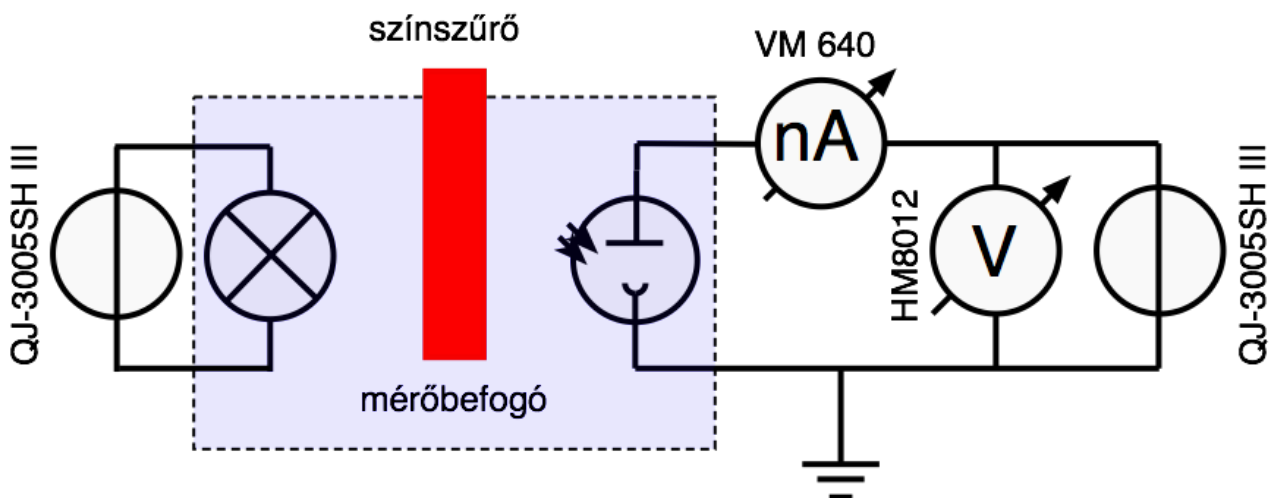 színszűrő
VM 640
QJ-3005SH III
nA
HM8012
V
QJ-3005SH III
mérőbefogó